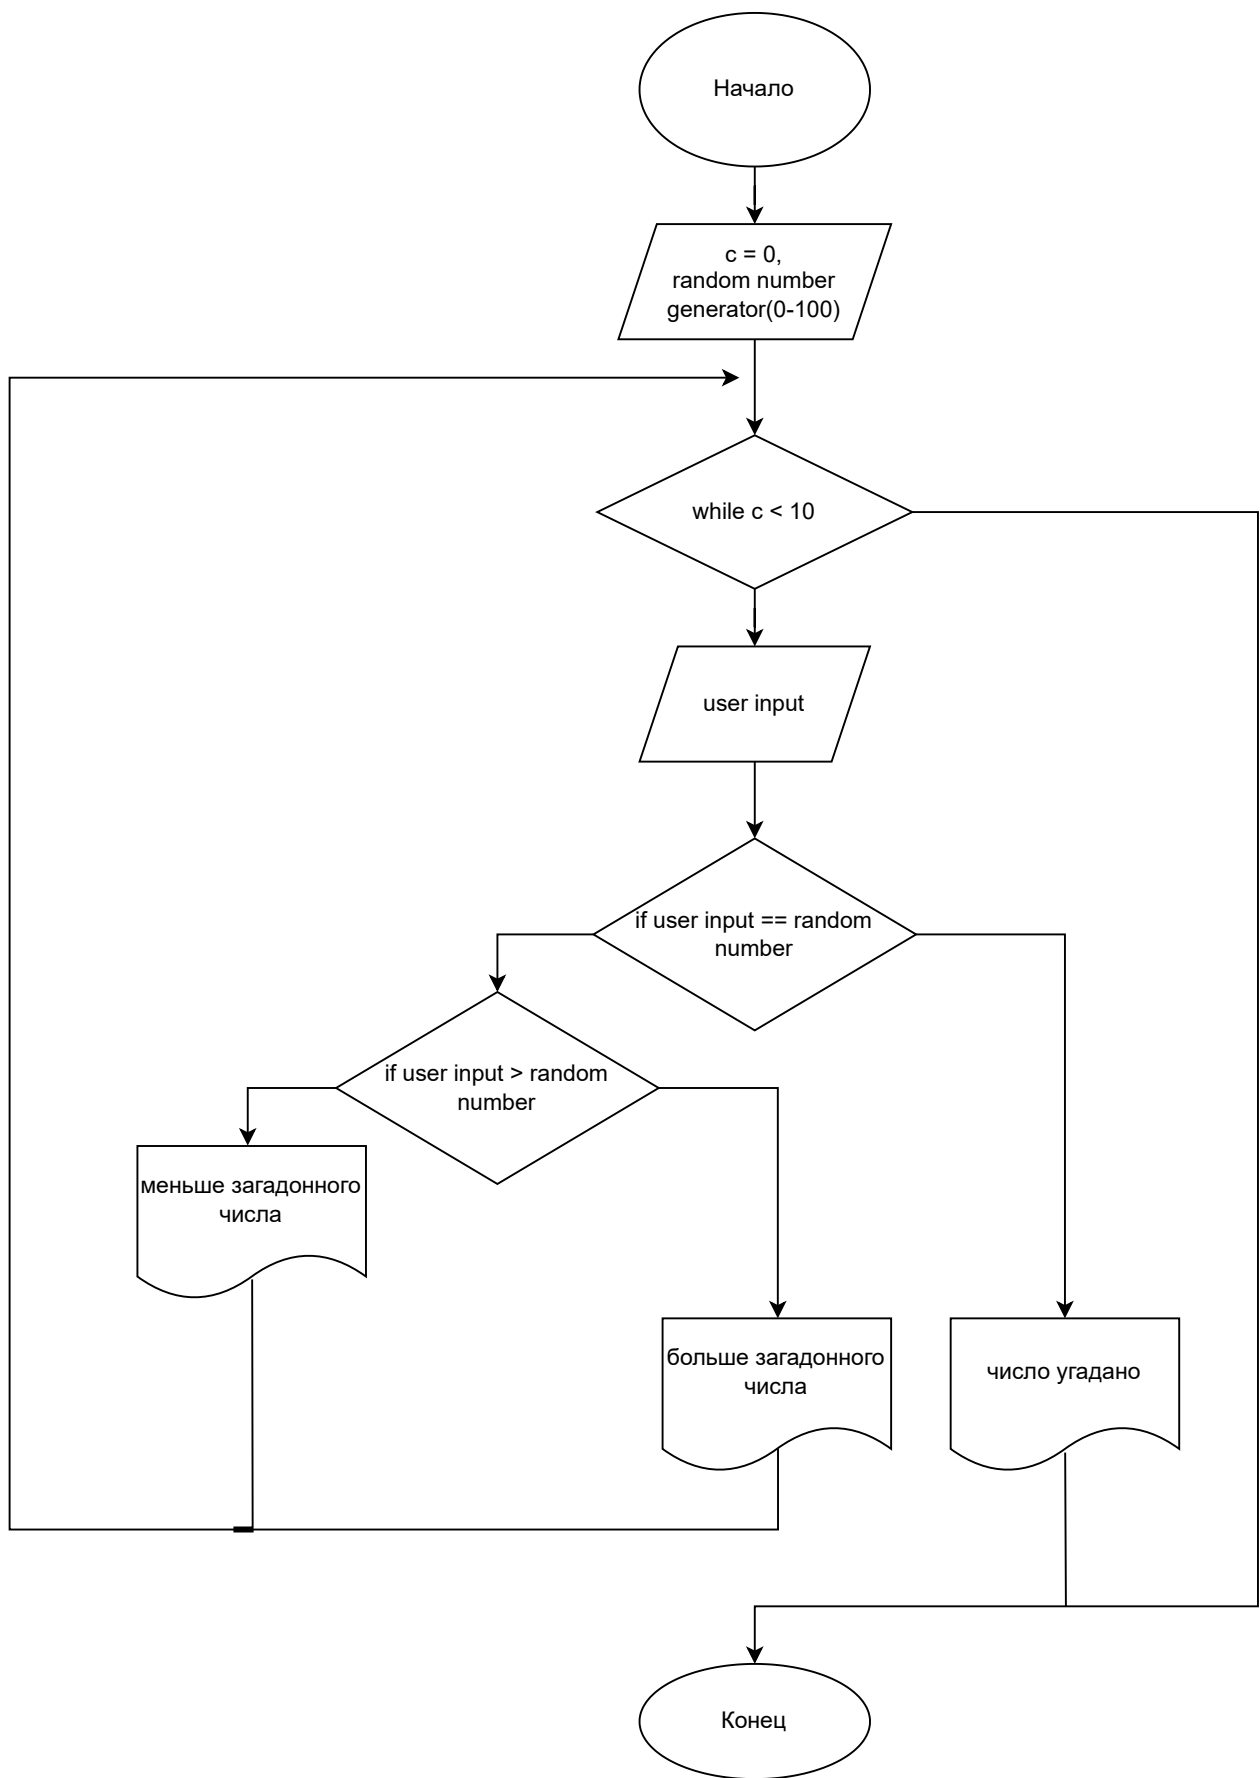 Начало
c = 0,
random number
generator(0-100)
while c < 10
user input
if user input == random
number
if user input > random
number
меньше загадонного
числа
больше загадонного
числа
число угадано
Конец